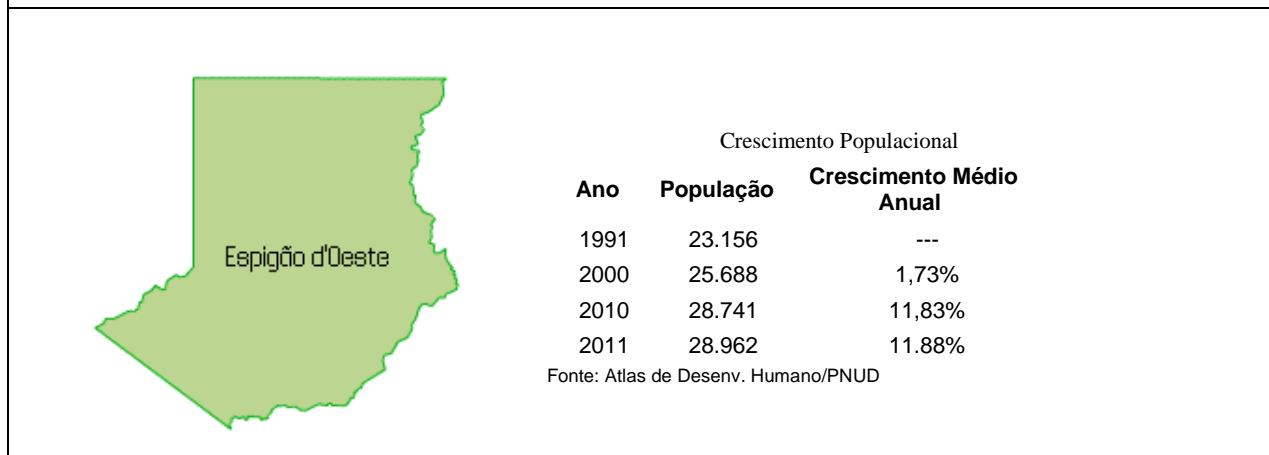 Espigão d'Oeste
Crescimento Populacional
Ano População Crescimento Médio Anual
1991 23.156 ---
2000 25.688 1,73%
2010 28.741 11,83%
2011 28.962 11.88%
Fonte: Atlas de Desenv. Humano/PNUD